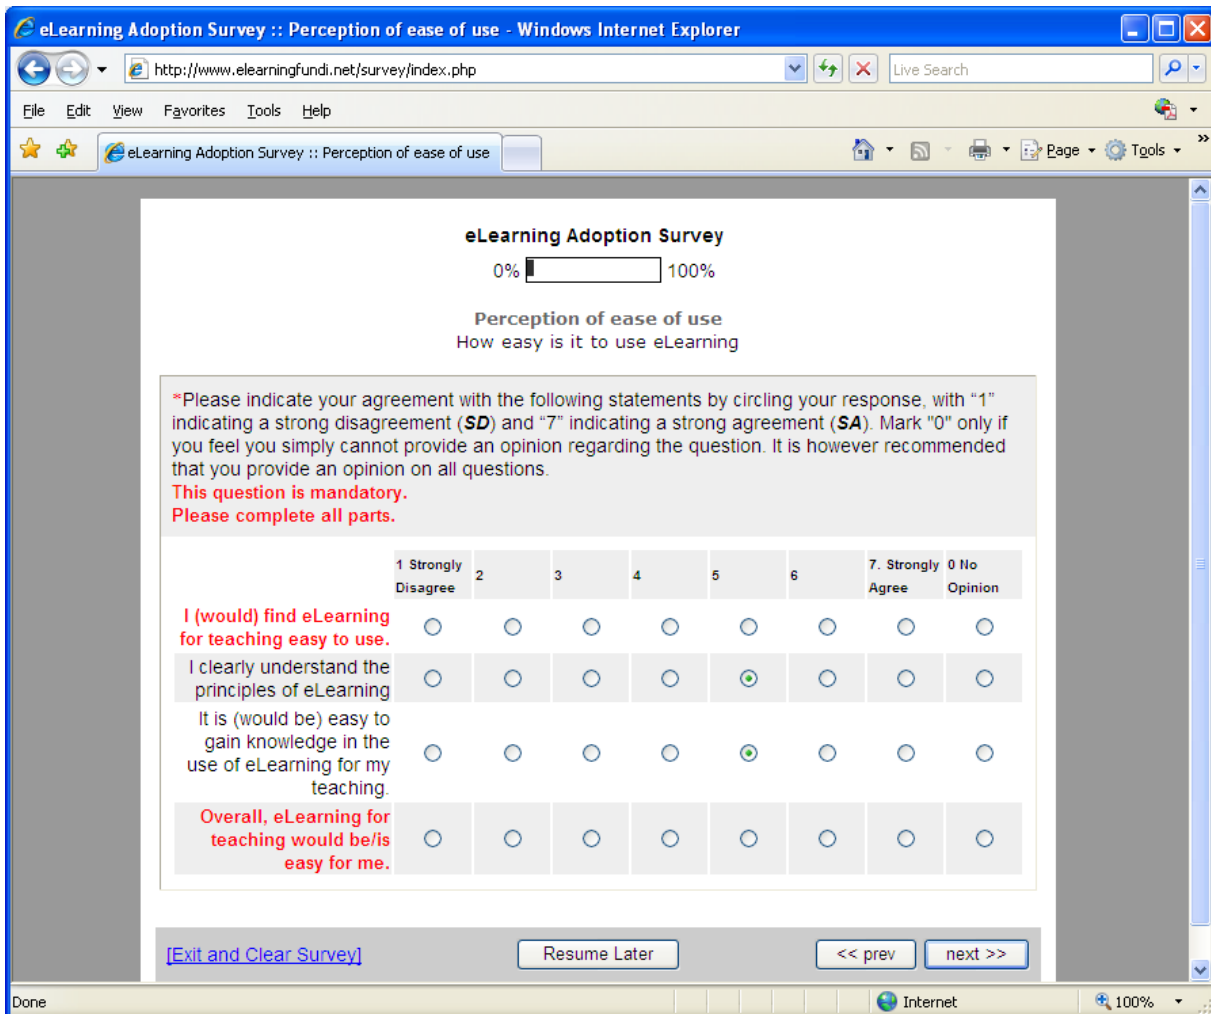 eLearning Adoption Survey :: Perception of ease of use - Windows Internet Explorer
http://www.elearningfundi.net/survey/index.php
Live Search
File Edit View Favorites Tools Help
eLearning Adoption Survey :: Perception of ease of use
Page Tools »
eLearning Adoption Survey
0% 100%
Perception of ease of use
How easy is it to use eLearning
*Please indicate your agreement with the following statements by circling your response, with “1”
indicating a strong disagreement (SD) and “7” indicating a strong agreement (SA). Mark "0" only if
you feel you simply cannot provide an opinion regarding the question. It is however recommended
that you provide an opinion on all questions.
This question is mandatory.
Please complete all parts.
1 Strongly Disagree 2 3 4 5 6 7. Strongly Agree 0 No Opinion
I (would) find eLearning
for teaching easy to use.
I clearly understand the
principles of eLearning
It is (would be) easy to
gain knowledge in the
use of eLearning for my
teaching.
Overall, eLearning for
teaching would be/is
easy for me.
[Exit and Clear Survey] Resume Later << prev next >>
Done Internet 100%